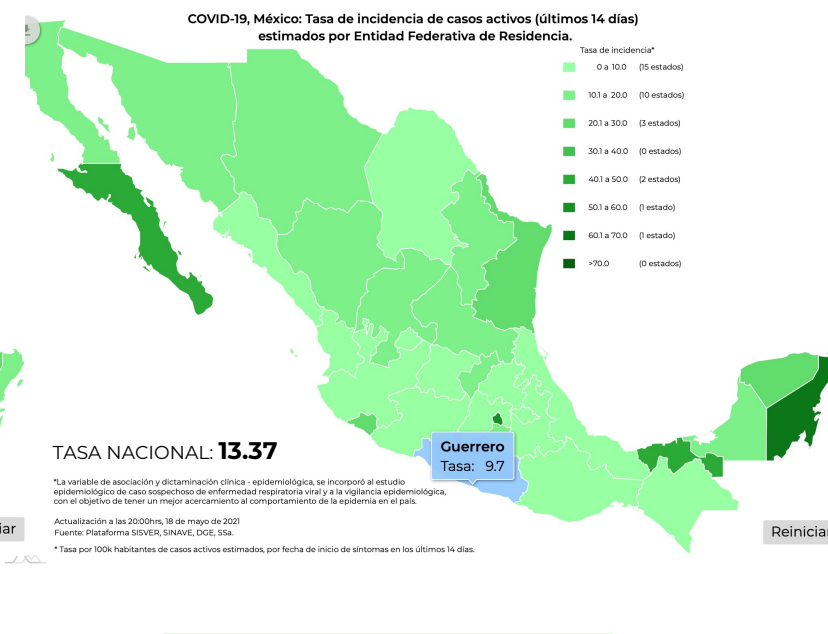 COVID-19, México: Tasa de incidencia de casos activos (últimos 14 días)
estimados por Entidad Federativa de Residencia.
Tasa de incidencia*
0 a 10.0 (15 estados)
10.1 a 20.0 (10 estados)
20.1 a 30.0 (3 estados)
30.1 a 40.0 (0 estados)
40.1 a 50.0 (2 estados)
50.1 a 60.0 (1 estado)
60.1 a 70.0 (1 estado)
>70.0 (0 estados)
Guerrero
Tasa: 9.7
TASA NACIONAL: 13.37
*La variable de asociación y dictaminación clínica - epidemiológica, se incorporó al estudio
epidemiológico de caso sospechoso de enfermedad respiratoria viral y a la vigilancia epidemiológica,
con el objetivo de tener un mejor acercamiento al comportamiento de la epidemia en el país.
Actualización a las 20:00hrs, 18 de mayo de 2021
Fuente: Plataforma SISVER, SINAVE, DGE, SSa.
* Tasa por 100k habitantes de casos activos estimados, por fecha de inicio de síntomas en los últimos 14 días.
iar
Reiniciar